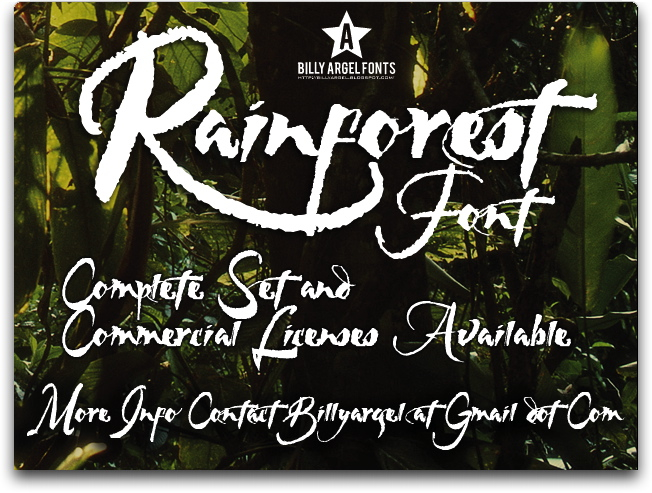 A
BILLY ARGEL FONTS
HTTP//BILLYARGEL.BLOGSPOT.COM/
Rainforest
Font
Complete Set and
Commercial Licenses Available
More Info Contact Billyargel at Gmail dot Com